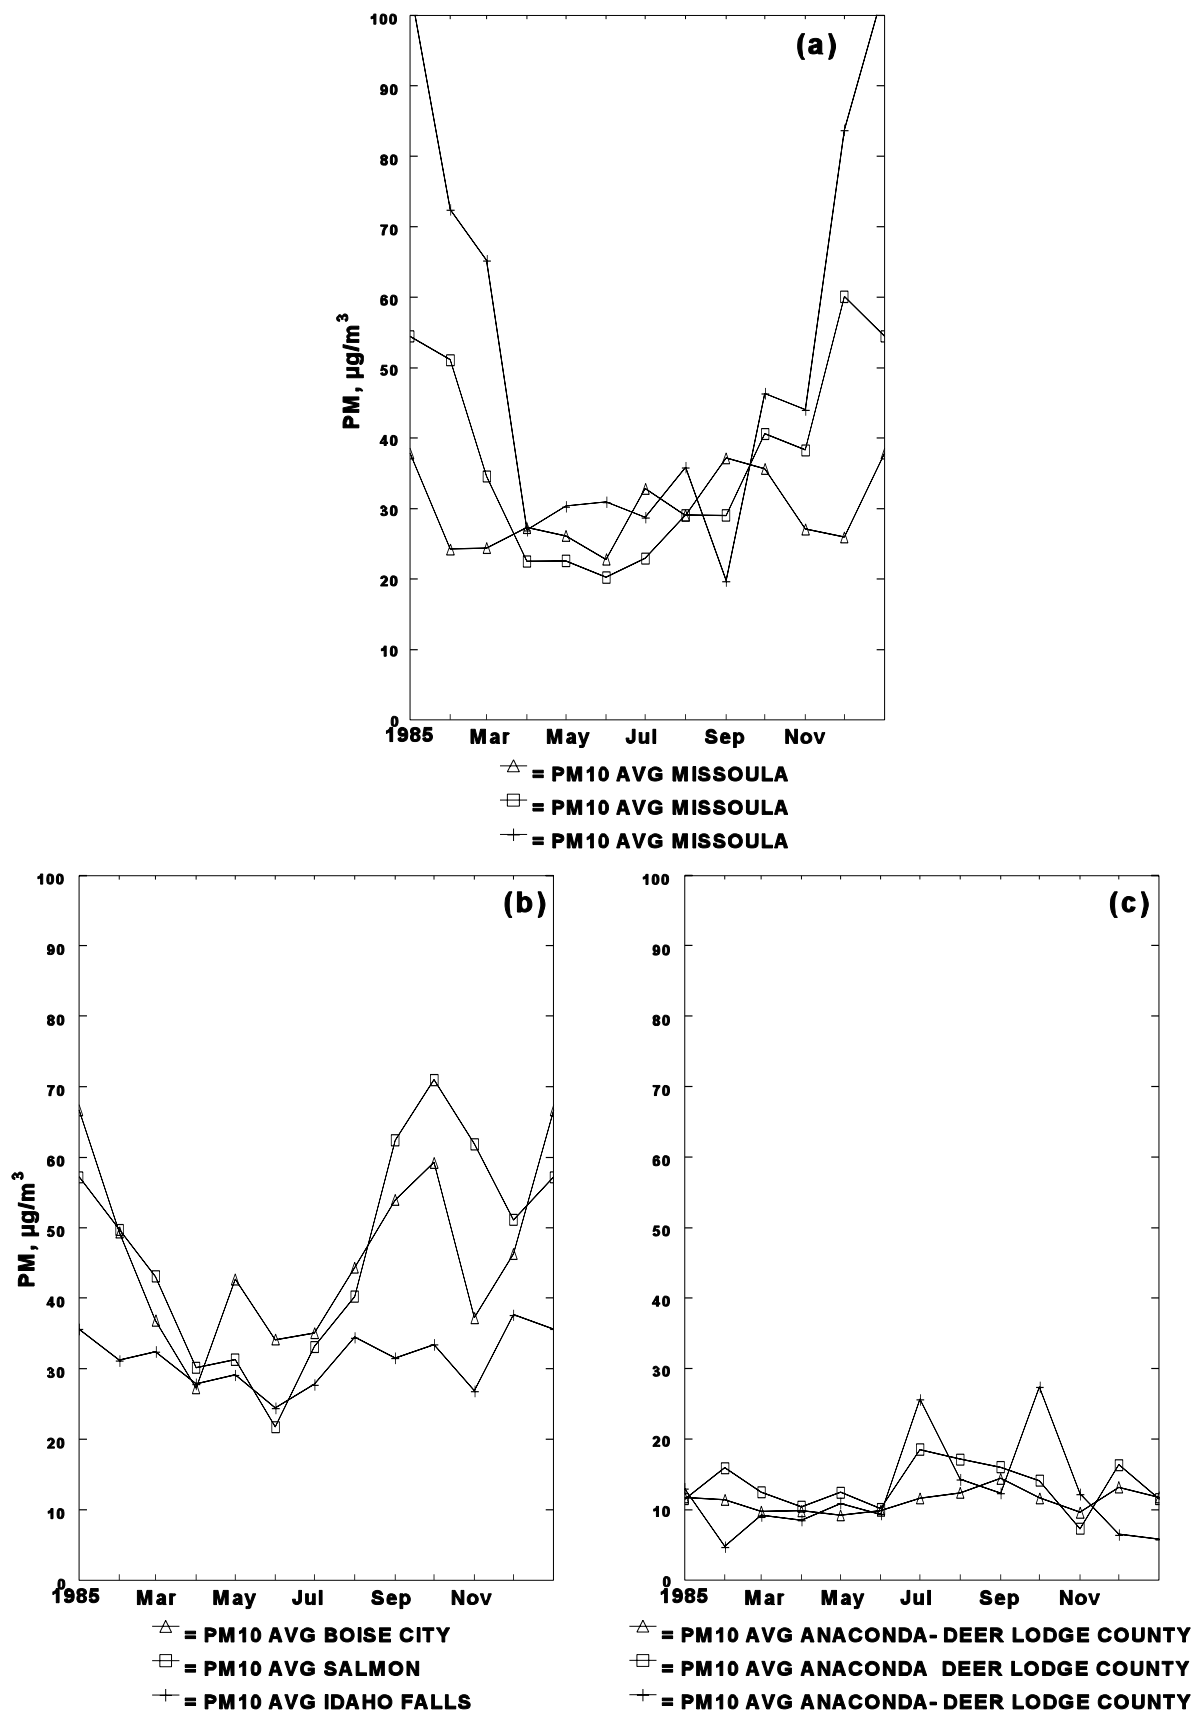 (a)
100
90
80
70
60
50
40
30
20
10
0
PM, µg/m³
1985 Mar May Jul Sep Nov
= PM10 AVG MISSOULA
= PM10 AVG MISSOULA
= PM10 AVG MISSOULA
(b)
100
90
80
70
60
50
40
30
20
10
0
PM, µg/m³
1985 Mar May Jul Sep Nov
= PM10 AVG BOISE CITY
= PM10 AVG SALMON
= PM10 AVG IDAHO FALLS
(c)
100
90
80
70
60
50
40
30
20
10
0
1985 Mar May Jul Sep Nov
= PM10 AVG ANACONDA- DEER LODGE COUNTY
= PM10 AVG ANACONDA DEER LODGE COUNTY
= PM10 AVG ANACONDA- DEER LODGE COUNTY